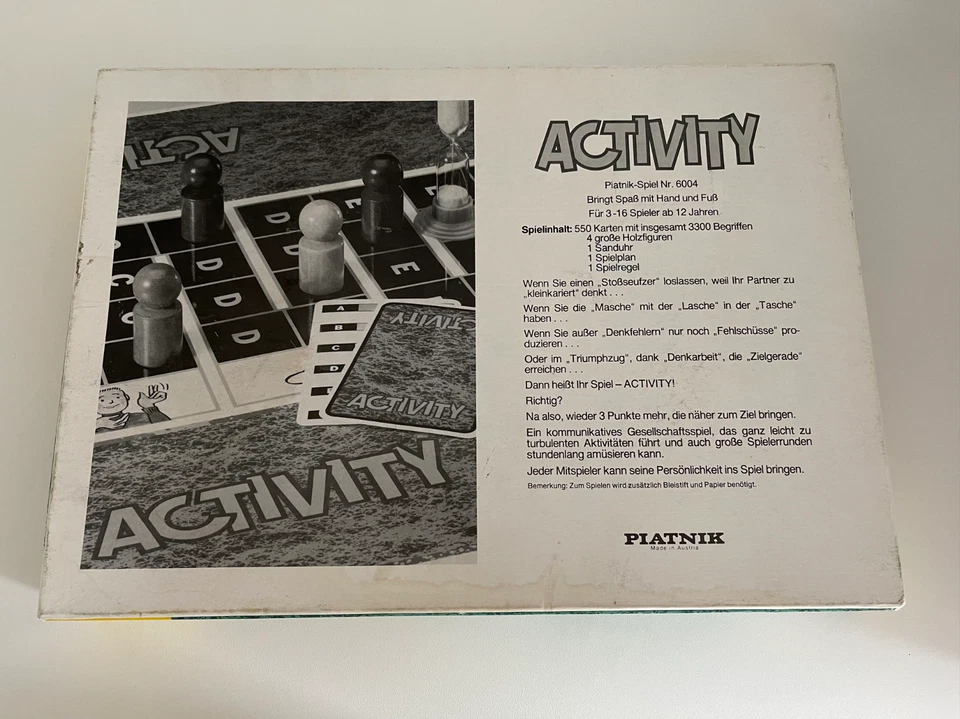 ACTIVITY
ACTIVITY
Piatnik-Spiel Nr. 6004
Bringt Spaß mit Hand und Fuß
Für 3-16 Spieler ab 12 Jahren
Spielinhalt: 550 Karten mit insgesamt 3300 Begriffen
4 große Holzfiguren
1 Sanduhr
1 Spielplan
1 Spielregel
Wenn Sie einen „Stoßseufzer" loslassen, weil Ihr Partner zu
„kleinkariert" denkt . . .
Wenn Sie die „Masche" mit der „Lasche" in der „Tasche"
haben . . .
Wenn Sie außer „Denkfehlern" nur noch „Fehlschüsse" pro-
duzieren . . .
Oder im „Triumphzug", dank „Denkarbeit", die „Zielgerade"
erreichen . . .
Dann heißt Ihr Spiel – ACTIVITY!
Richtig?
Na also, wieder 3 Punkte mehr, die näher zum Ziel bringen.
Ein kommunikatives Gesellschaftsspiel, das ganz leicht zu
turbulenten Aktivitäten führt und auch große Spielerrunden
stundenlang amüsieren kann.
Jeder Mitspieler kann seine Persönlichkeit ins Spiel bringen.
Bemerkung: Zum Spielen wird zusätzlich Bleistift und Papier benötigt.
PIATNIK
Made in Austria
D
E
D
D
E
C
D
D
A
B
C
D
ACTIVITY
ACTIVITY
ACTIVITY